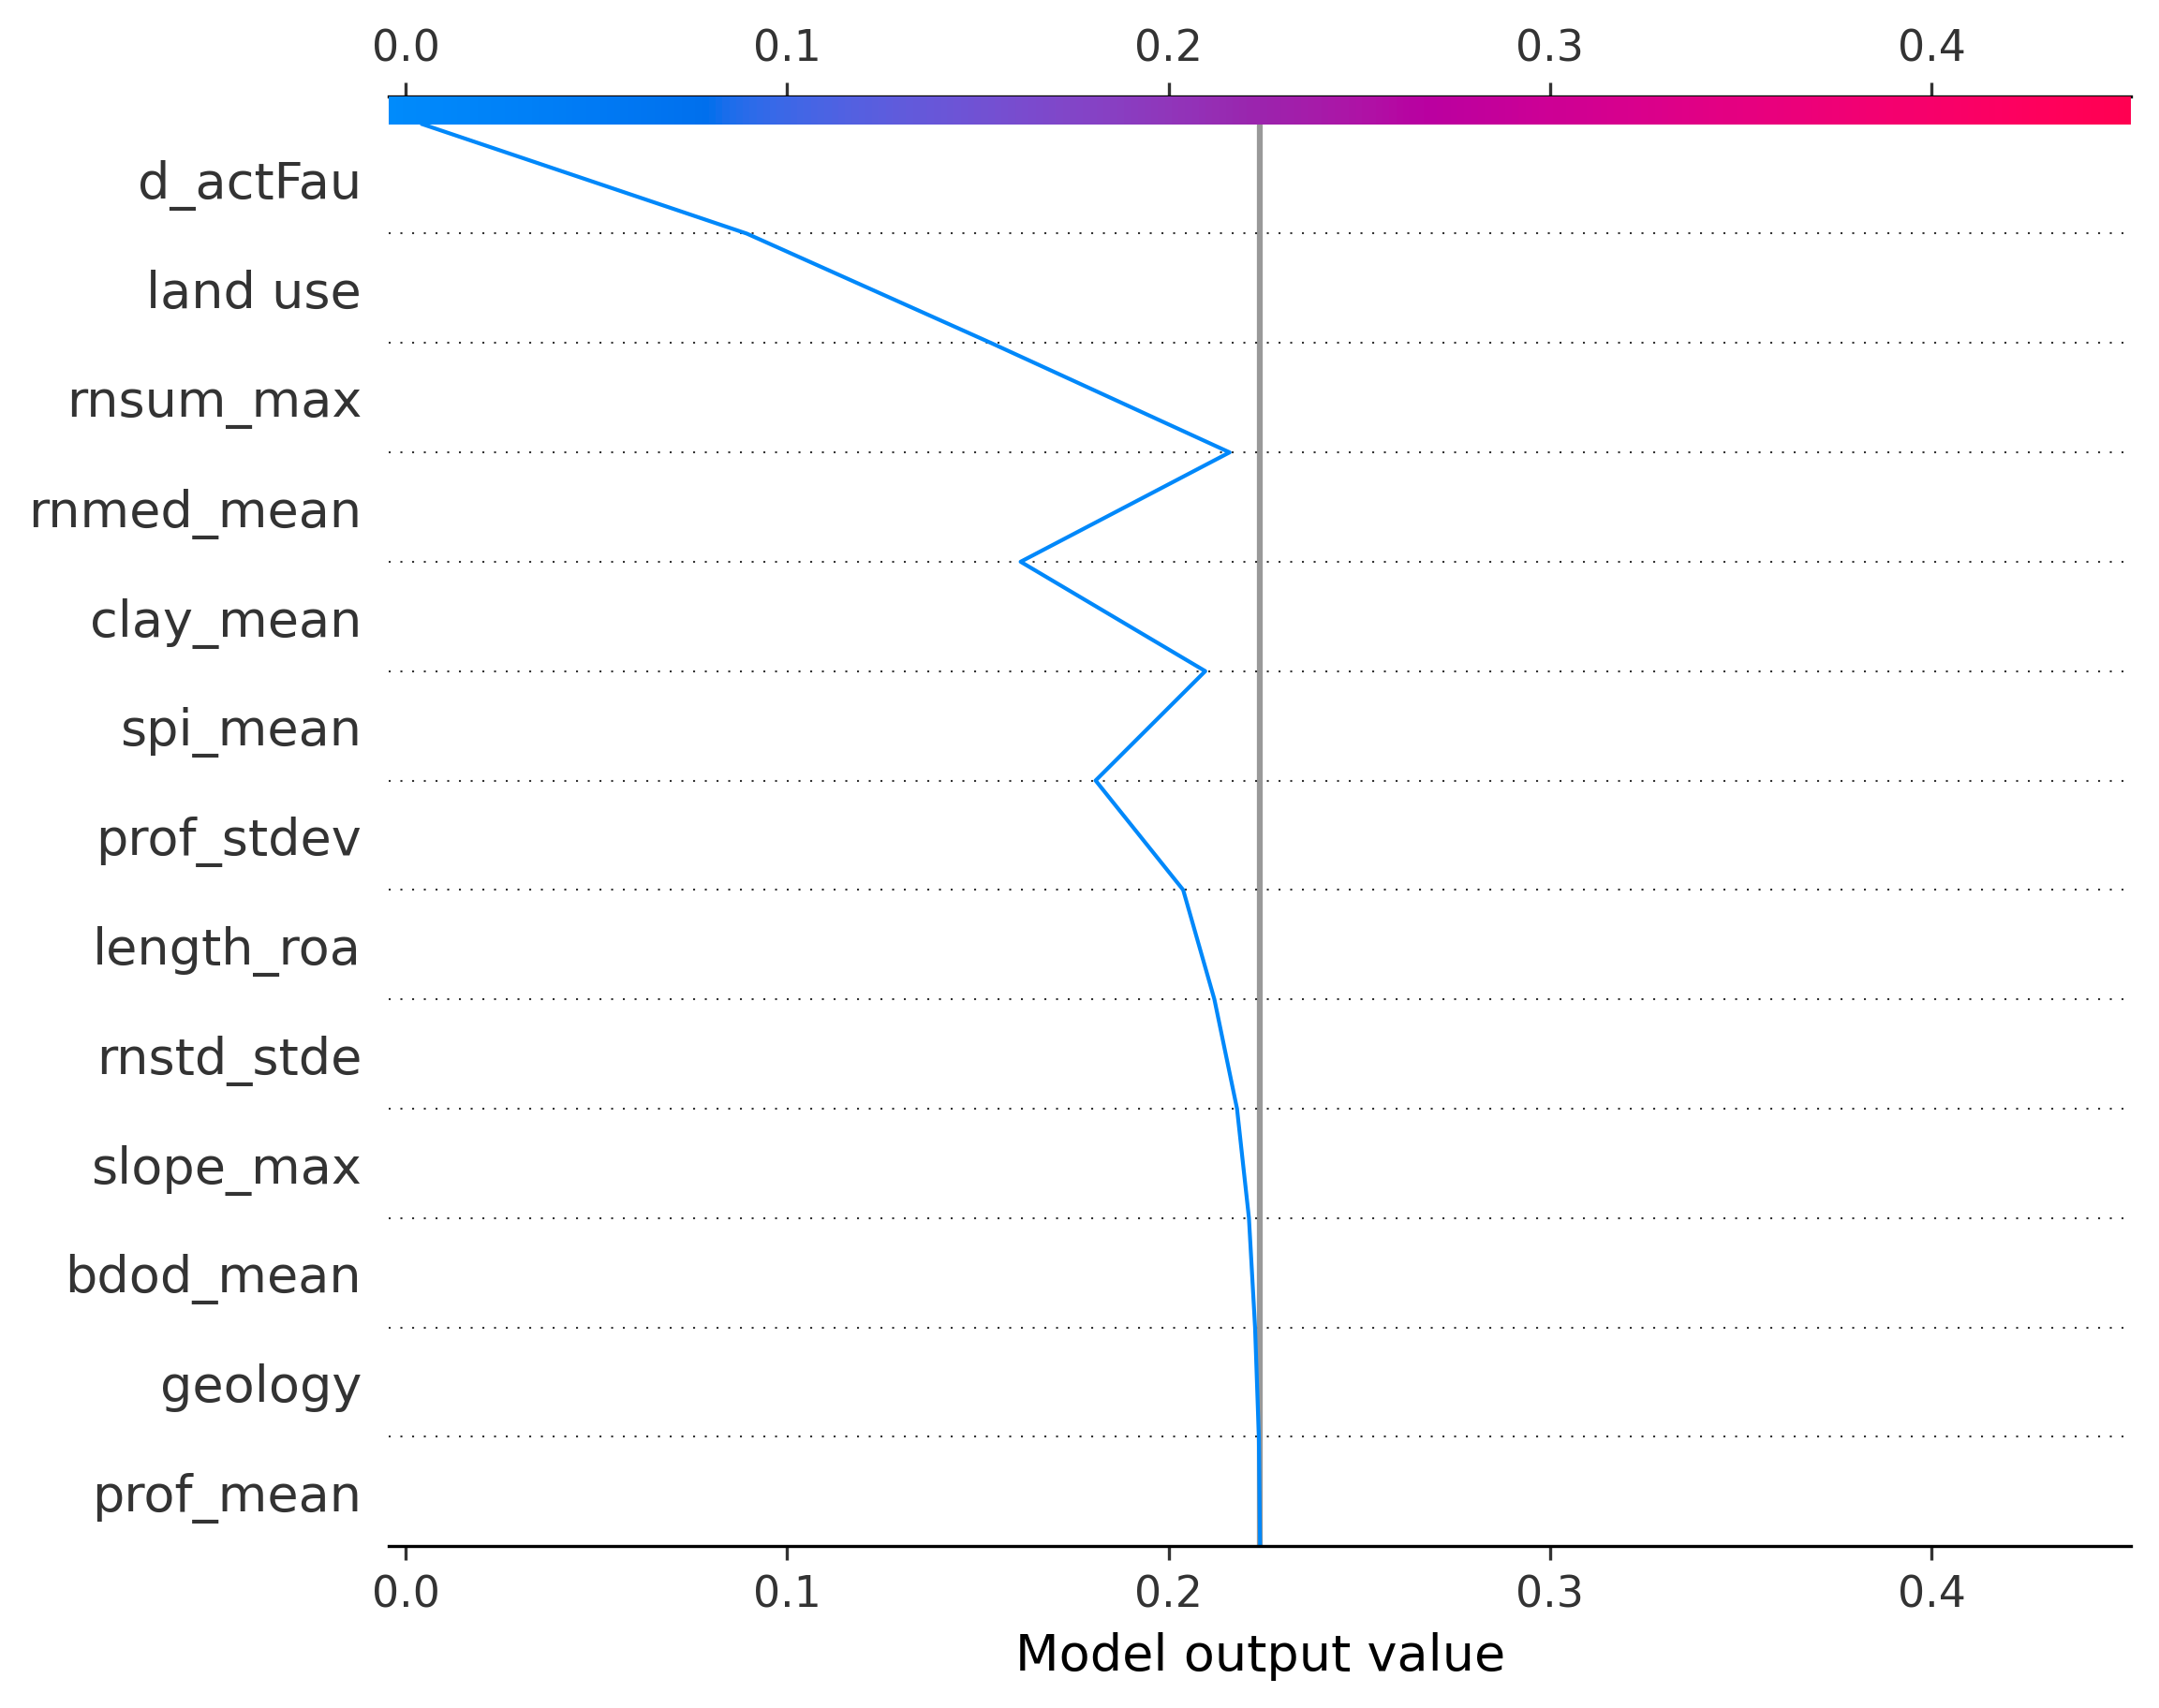 0.0 0.1 0.2 0.3 0.4
d_actFau
land use
rnsum_max
rnmed_mean
clay_mean
spi_mean
prof_stdev
length_roa
rnstd_stde
slope_max
bdod_mean
geology
prof_mean
0.0 0.1 0.2 0.3 0.4
Model output value